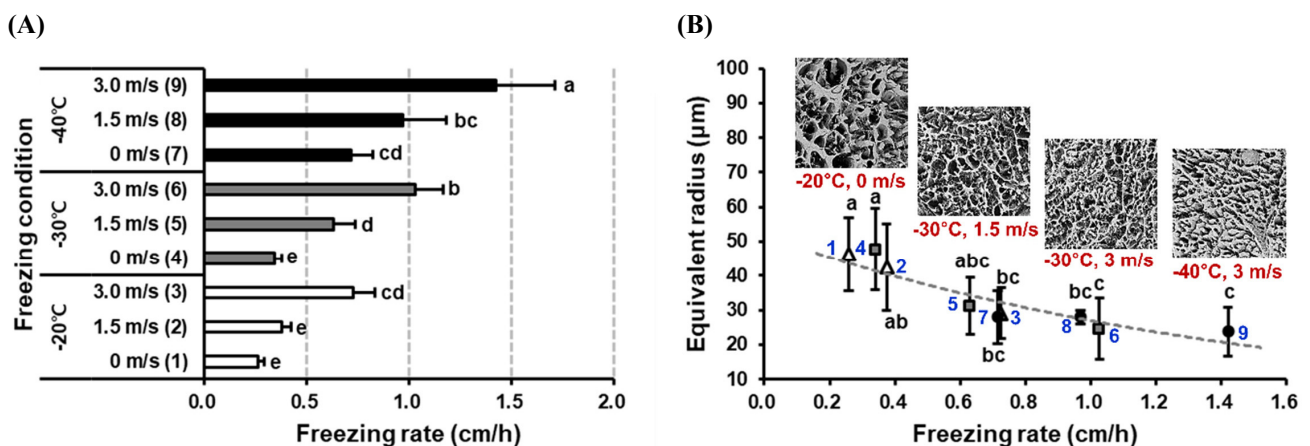 (A)
Freezing condition
-40°C
3.0 m/s (9)
a
1.5 m/s (8)
bc
0 m/s (7)
cd
-30°C
3.0 m/s (6)
b
1.5 m/s (5)
d
0 m/s (4)
e
-20°C
3.0 m/s (3)
cd
1.5 m/s (2)
e
0 m/s (1)
e
0.0 0.5 1.0 1.5 2.0
Freezing rate (cm/h)
(B)
Equivalent radius (µm)
100
90
80
70
60
50
40
30
20
10
-20°C, 0 m/s
-30°C, 1.5 m/s
-30°C, 3 m/s
-40°C, 3 m/s
a a
1 4 2
ab
abc
5
bc
7 3
bc
bc c
8 6
c
9
0.0 0.2 0.4 0.6 0.8 1.0 1.2 1.4 1.6
Freezing rate (cm/h)